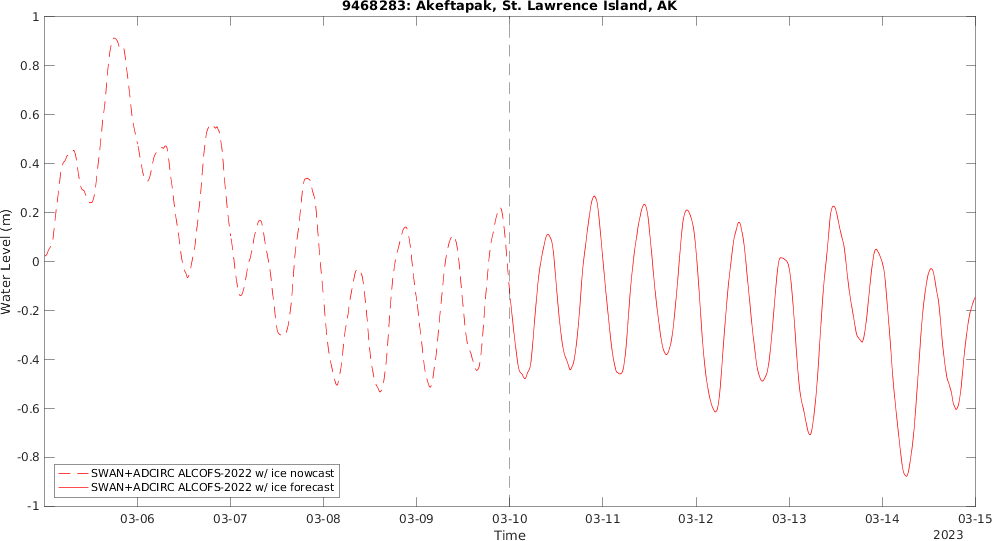 9468283: Akeftapak, St. Lawrence Island, AK
1
0.8
0.6
0.4
0.2
0
-0.2
-0.4
-0.6
-0.8
-1
Water Level (m)
SWAN+ADCIRC ALCOFS-2022 w/ ice nowcast
SWAN+ADCIRC ALCOFS-2022 w/ ice forecast
03-06 03-07 03-08 03-09 03-10 03-11 03-12 03-13 03-14 03-15
Time
2023